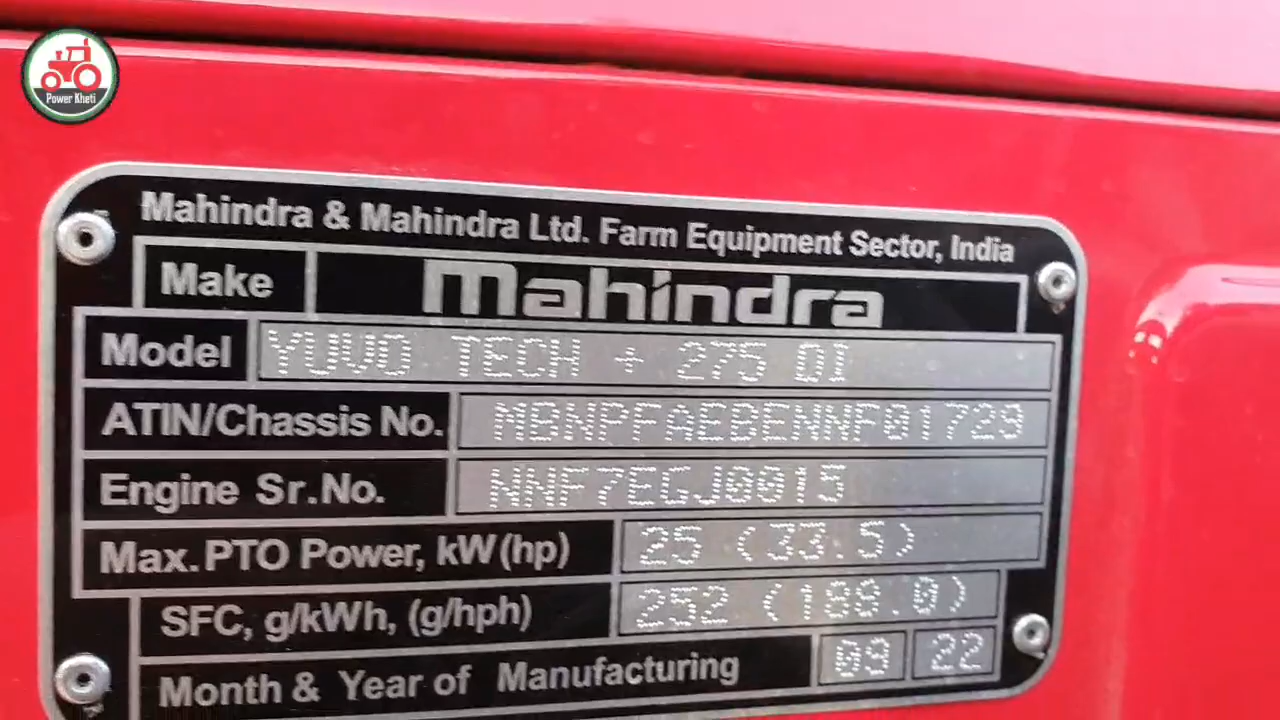 Power Kheti
Mahindra & Mahindra Ltd. Farm Equipment Sector, India
Make mahindra
Model YUVO TECH + 275 DI
ATIN/Chassis No. MBNPFAEBENNF01729
Engine Sr.No. NNF7EGJ0015
Max.PTO Power, kW(hp) 25 (33.5)
SFC, g/kWh, (g/hph) 252 (188.0)
Month & Year of Manufacturing 09 22